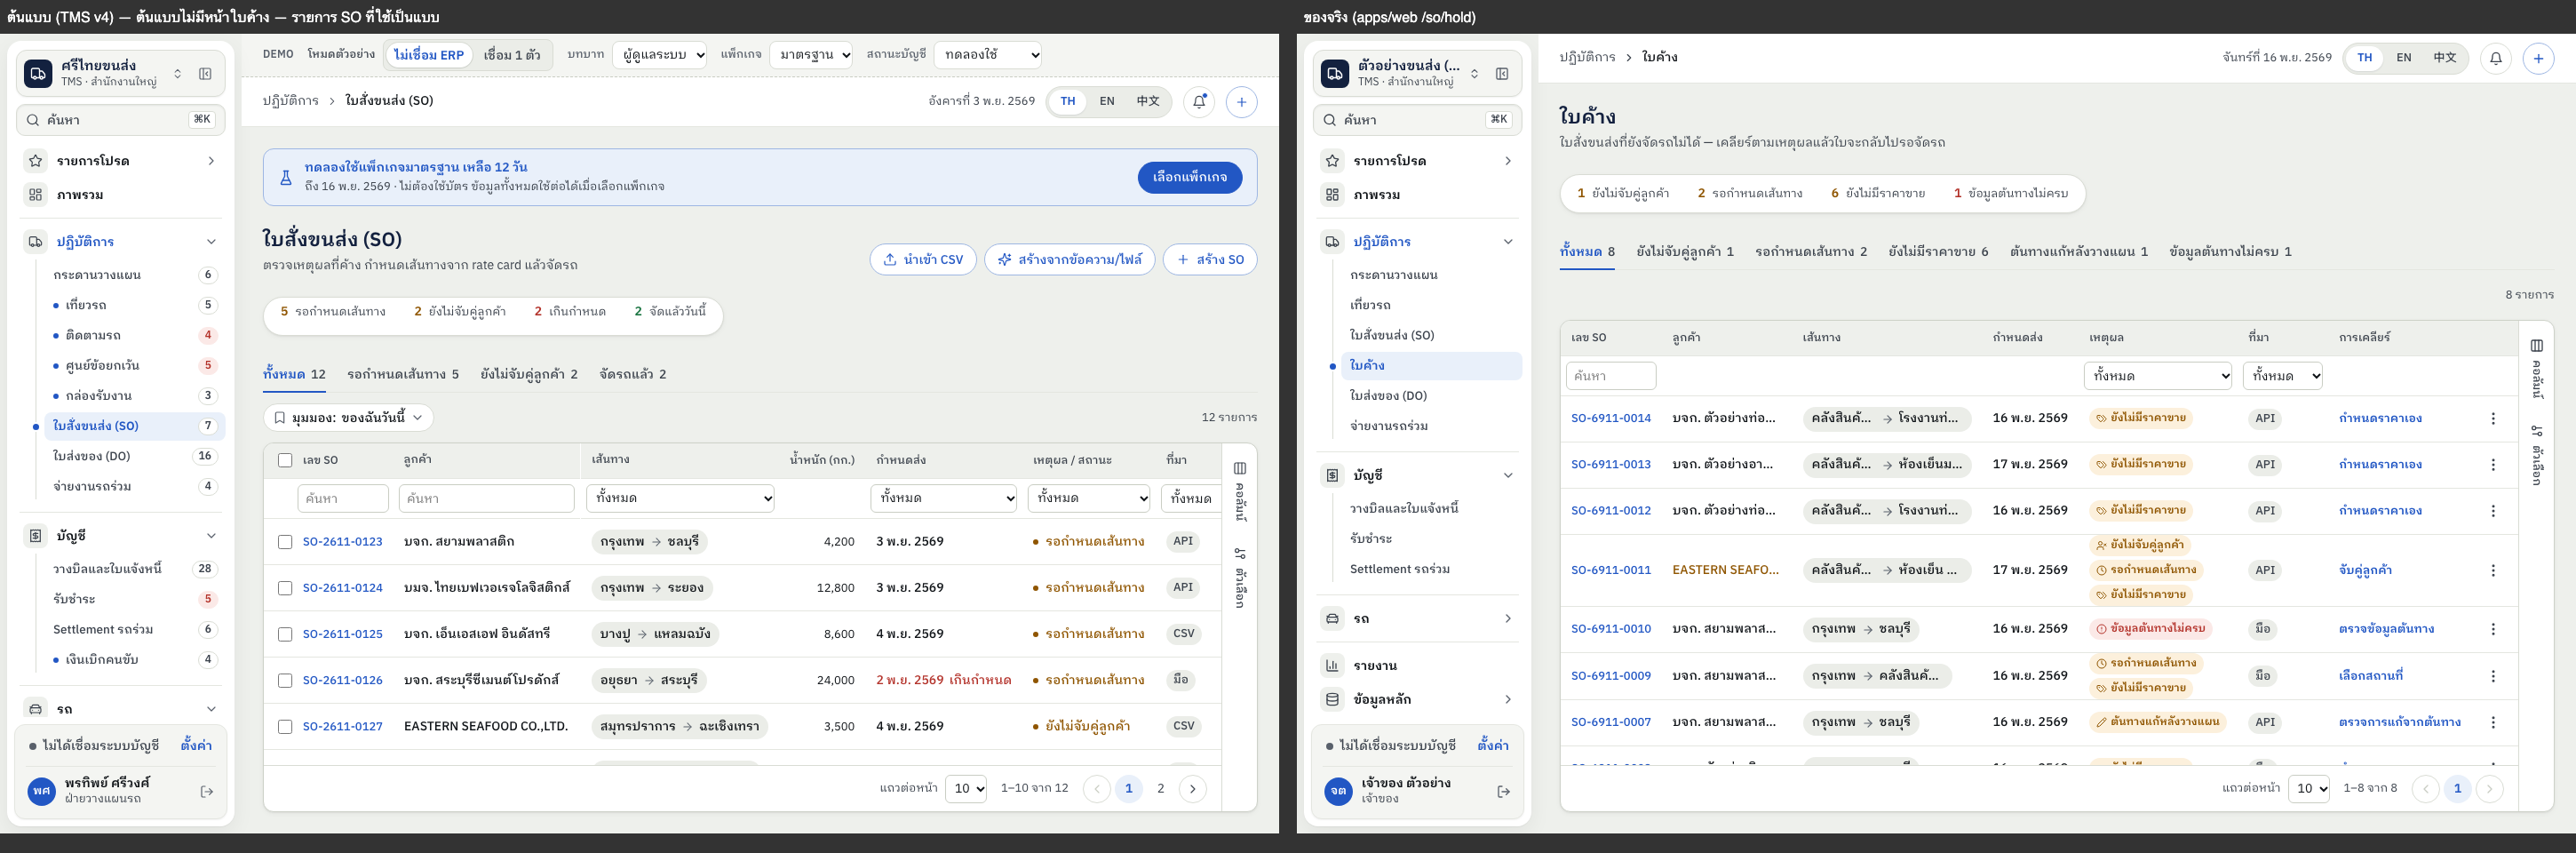 ต้นแบบ (TMS v4) — ต้นแบบไม่มีหน้าใบค้าง — รายการ SO ที่ใช้เป็นแบบ
ศรีไทยขนส่ง
TMS · สำนักงานใหญ่
ค้นหา ⌘K
รายการโปรด
ภาพรวม
ปฏิบัติการ
กระดานวางแผน 6
เที่ยวรถ 5
ติดตามรถ 4
ศูนย์ข้อยกเว้น 5
กล่องรับงาน 3
ใบสั่งขนส่ง (SO) 7
ใบส่งของ (DO) 16
จ่ายงานรถร่วม 4
บัญชี
วางบิลและใบแจ้งหนี้ 28
รับชำระ 5
Settlement รถร่วม 6
เงินเบิกคนขับ 4
รถ
ไม่ได้เชื่อมระบบบัญชี ตั้งค่า
พศ พรทิพย์ ศรีวงศ์
ฝ่ายวางแผนรถ
DEMO โหมดตัวอย่าง ไม่เชื่อม ERP เชื่อม 1 ตัว บทบาท ผู้ดูแลระบบ แพ็กเกจ มาตรฐาน สถานะบัญชี ทดลองใช้
ปฏิบัติการ > ใบสั่งขนส่ง (SO) อังคารที่ 3 พ.ย. 2569 TH EN 中文
ทดลองใช้แพ็กเกจมาตรฐาน เหลือ 12 วัน
ถึง 16 พ.ย. 2569 · ไม่ต้องใช้บัตร ข้อมูลทั้งหมดใช้ต่อได้เมื่อเลือกแพ็กเกจ
เลือกแพ็กเกจ
ใบสั่งขนส่ง (SO)
ตรวจเหตุผลที่ค้าง กำหนดเส้นทางจาก rate card แล้วจัดรถ
นำเข้า CSV สร้างจากข้อความ/ไฟล์ สร้าง SO
5 รอกำหนดเส้นทาง 2 ยังไม่จับคู่ลูกค้า 2 เกินกำหนด 2 จัดแล้ววันนี้
ทั้งหมด 12 รอกำหนดเส้นทาง 5 ยังไม่จับคู่ลูกค้า 2 จัดรถแล้ว 2
มุมมอง: ของฉันวันนี้ 12 รายการ
เลข SO ลูกค้า เส้นทาง น้ำหนัก (กก.) กำหนดส่ง เหตุผล / สถานะ ที่มา
ค้นหา ค้นหา ทั้งหมด ทั้งหมด ทั้งหมด ทั้งหมด
SO-2611-0123 บจก. สยามพลาสติก กรุงเทพ → ชลบุรี 4,200 3 พ.ย. 2569 รอกำหนดเส้นทาง API
SO-2611-0124 บมจ. ไทยเบฟเวอเรจโลจิสติกส์ กรุงเทพ → ระยอง 12,800 3 พ.ย. 2569 รอกำหนดเส้นทาง API
SO-2611-0125 บจก. เอ็นเอสเอฟ อินดัสทรี บางปู → แหลมฉบัง 8,600 4 พ.ย. 2569 รอกำหนดเส้นทาง CSV
SO-2611-0126 บจก. สระบุรีซีเมนต์โปรดักส์ อยุธยา → สระบุรี 24,000 2 พ.ย. 2569 เกินกำหนด รอกำหนดเส้นทาง มือ
SO-2611-0127 EASTERN SEAFOOD CO.,LTD. สมุทรปราการ → ฉะเชิงเทรา 3,500 4 พ.ย. 2569 ยังไม่จับคู่ลูกค้า CSV
แถวต่อหน้า 10 1–10 จาก 12 1 2
คอลัมน์
ตัวเลือก
ของจริง (apps/web /so/hold)
ตัวอย่างขนส่ง (...
TMS · สำนักงานใหญ่
ค้นหา ⌘K
รายการโปรด
ภาพรวม
ปฏิบัติการ
กระดานวางแผน
เที่ยวรถ
ใบสั่งขนส่ง (SO)
ใบค้าง
ใบส่งของ (DO)
จ่ายงานรถร่วม
บัญชี
วางบิลและใบแจ้งหนี้
รับชำระ
Settlement รถร่วม
รถ
รายงาน
ข้อมูลหลัก
ไม่ได้เชื่อมระบบบัญชี ตั้งค่า
จต เจ้าของ ตัวอย่าง
เจ้าของ
ปฏิบัติการ > ใบค้าง จันทร์ที่ 16 พ.ย. 2569 TH EN 中文
ใบค้าง
ใบสั่งขนส่งที่ยังจัดรถไม่ได้ — เคลียร์ตามเหตุผลแล้วใบจะกลับไปรอจัดรถ
1 ยังไม่จับคู่ลูกค้า 2 รอกำหนดเส้นทาง 6 ยังไม่มีราคาขาย 1 ข้อมูลต้นทางไม่ครบ
ทั้งหมด 8 ยังไม่จับคู่ลูกค้า 1 รอกำหนดเส้นทาง 2 ยังไม่มีราคาขาย 6 ต้นทางแก้หลังวางแผน 1 ข้อมูลต้นทางไม่ครบ 1
8 รายการ
เลข SO ลูกค้า เส้นทาง กำหนดส่ง เหตุผล ที่มา การเคลียร์
ค้นหา ทั้งหมด ทั้งหมด
SO-6911-0014 บจก. ตัวอย่างท่อ... คลังสินค้... → โรงงานท่... 16 พ.ย. 2569 ยังไม่มีราคาขาย API กำหนดราคาเอง
SO-6911-0013 บจก. ตัวอย่างอา... คลังสินค้... → ห้องเย็นม... 17 พ.ย. 2569 ยังไม่มีราคาขาย API กำหนดราคาเอง
SO-6911-0012 บจก. ตัวอย่างท่อ... คลังสินค้... → โรงงานท่... 16 พ.ย. 2569 ยังไม่มีราคาขาย API กำหนดราคาเอง
SO-6911-0011 EASTERN SEAFO... คลังสินค้... → ห้องเย็น ... 17 พ.ย. 2569 ยังไม่จับคู่ลูกค้า รอกำหนดเส้นทาง ยังไม่มีราคาขาย API จับคู่ลูกค้า
SO-6911-0010 บจก. สยามพลาส... กรุงเทพ → ชลบุรี 16 พ.ย. 2569 ข้อมูลต้นทางไม่ครบ มือ ตรวจข้อมูลต้นทาง
SO-6911-0009 บจก. สยามพลาส... กรุงเทพ → คลังสินค้... 16 พ.ย. 2569 รอกำหนดเส้นทาง ยังไม่มีราคาขาย มือ เลือกสถานที่
SO-6911-0007 บจก. สยามพลาส... กรุงเทพ → ชลบุรี 16 พ.ย. 2569 ต้นทางแก้หลังวางแผน API ตรวจการแก้จากต้นทาง
แถวต่อหน้า 10 1–8 จาก 8 1
คอลัมน์
ตัวเลือก